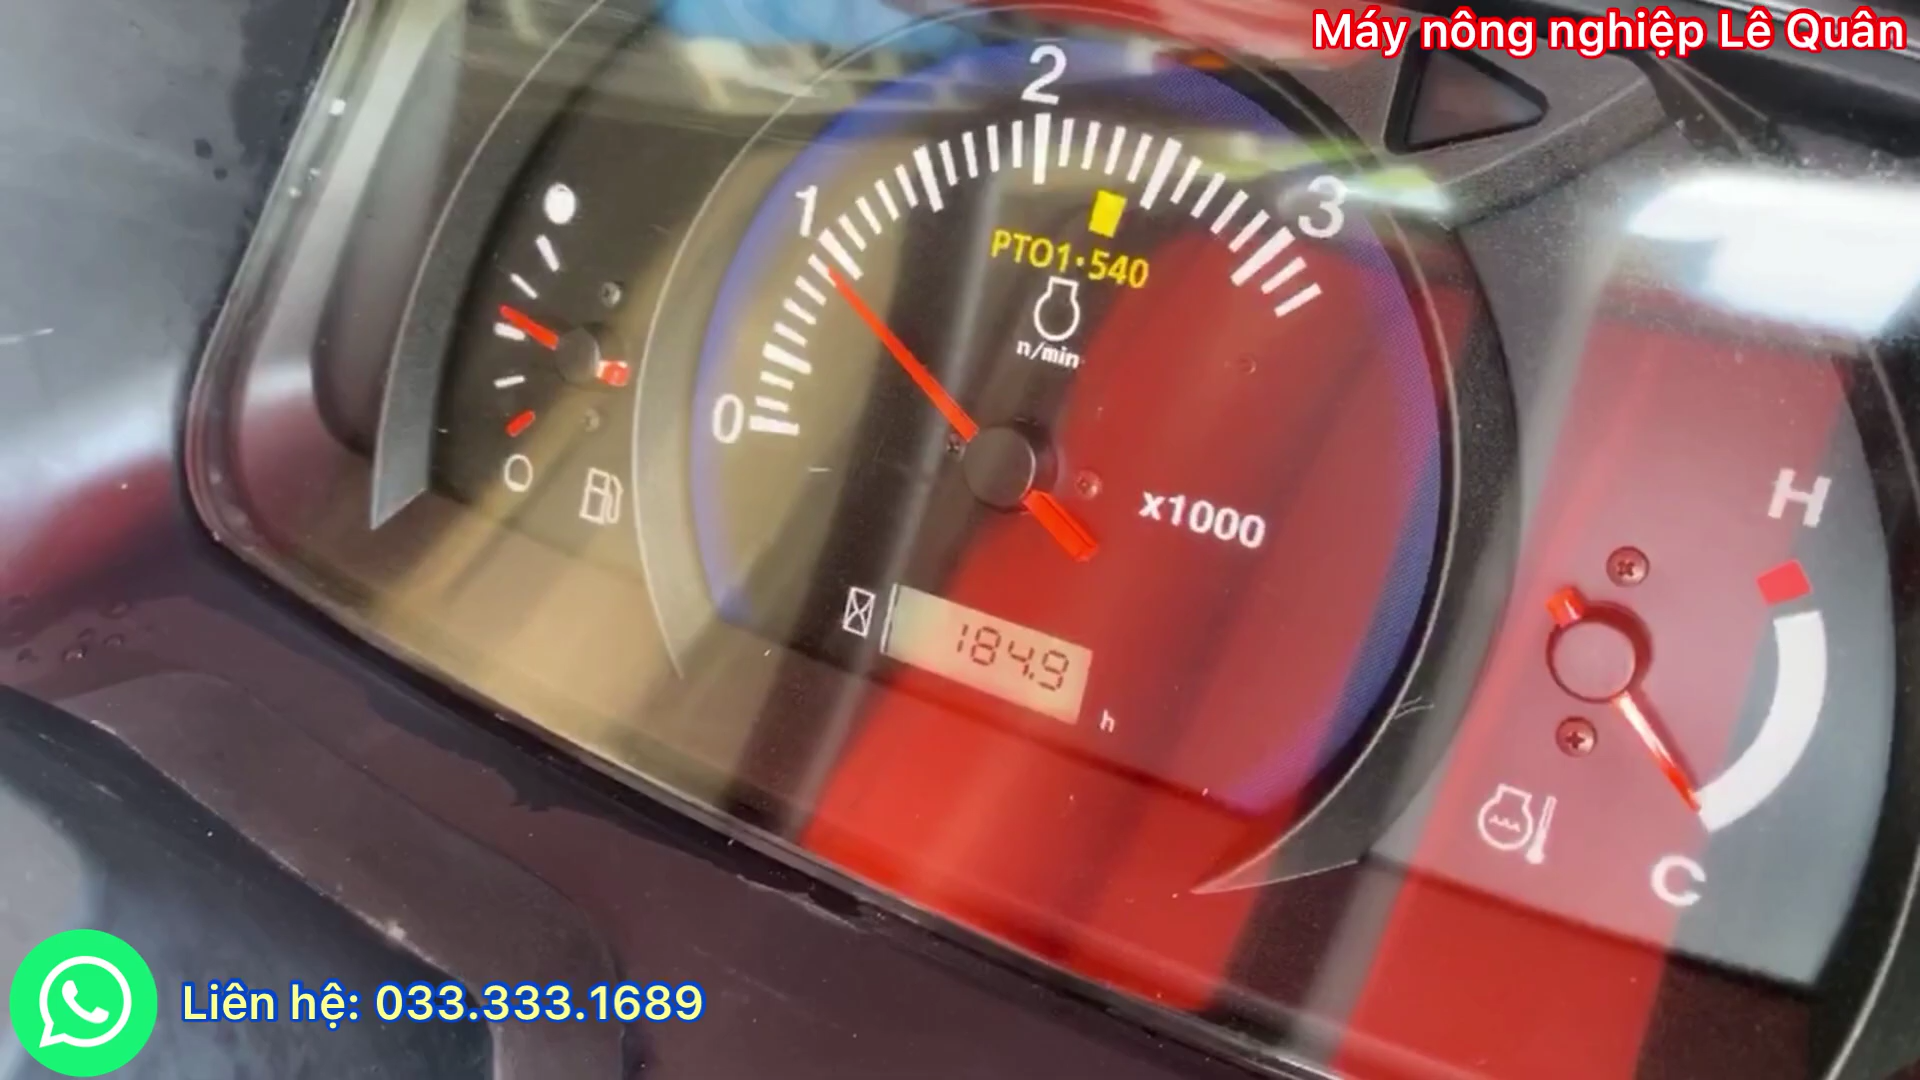 Máy nông nghiệp Lê Quân
2
1
3
PTO1·540
n/min
0
x1000
H
184.9
h
C
Liên hệ: 033.333.1689